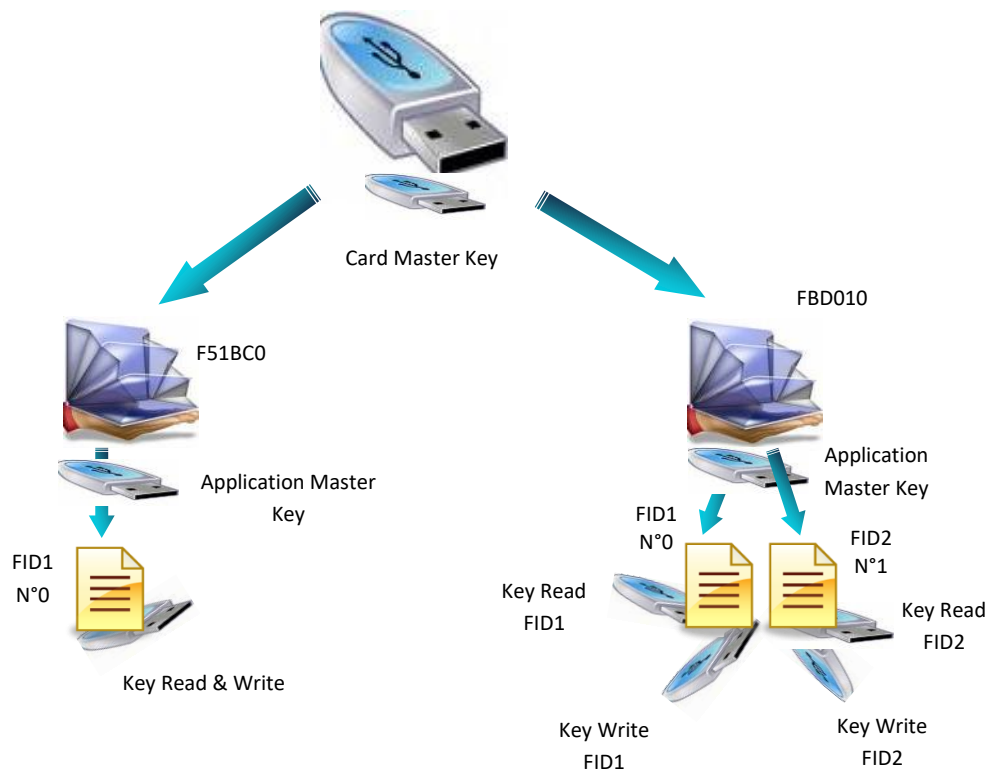 Card Master Key
FBD010
F51BC0
Application Master
Key
Application
Master Key
FID1
N°0
FID1
N°0
FID2
N°1
Key Read
FID1
Key Read
FID2
Key Read & Write
Key Write
FID1
Key Write
FID2